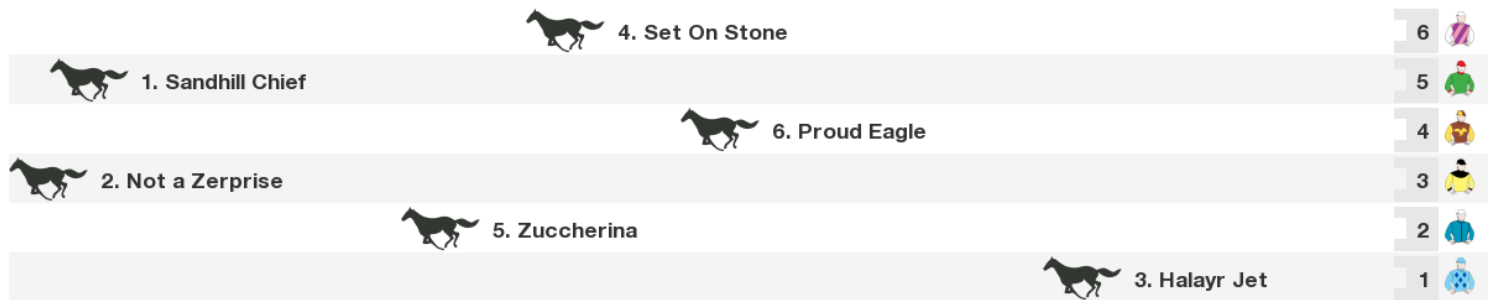 4. Set On Stone 6
1. Sandhill Chief 5
6. Proud Eagle 4
2. Not a Zerprise 3
5. Zuccherina 2
3. Halayr Jet 1